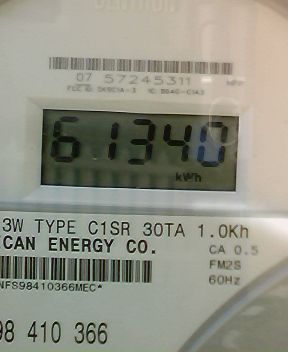 07 57245311
61340
kWh
3W TYPE C1SR 30TA 1.0Kh
CAN ENERGY CO.
CA 0.5
FM2S
60Hz
NFS98410366MEC*
98 410 366